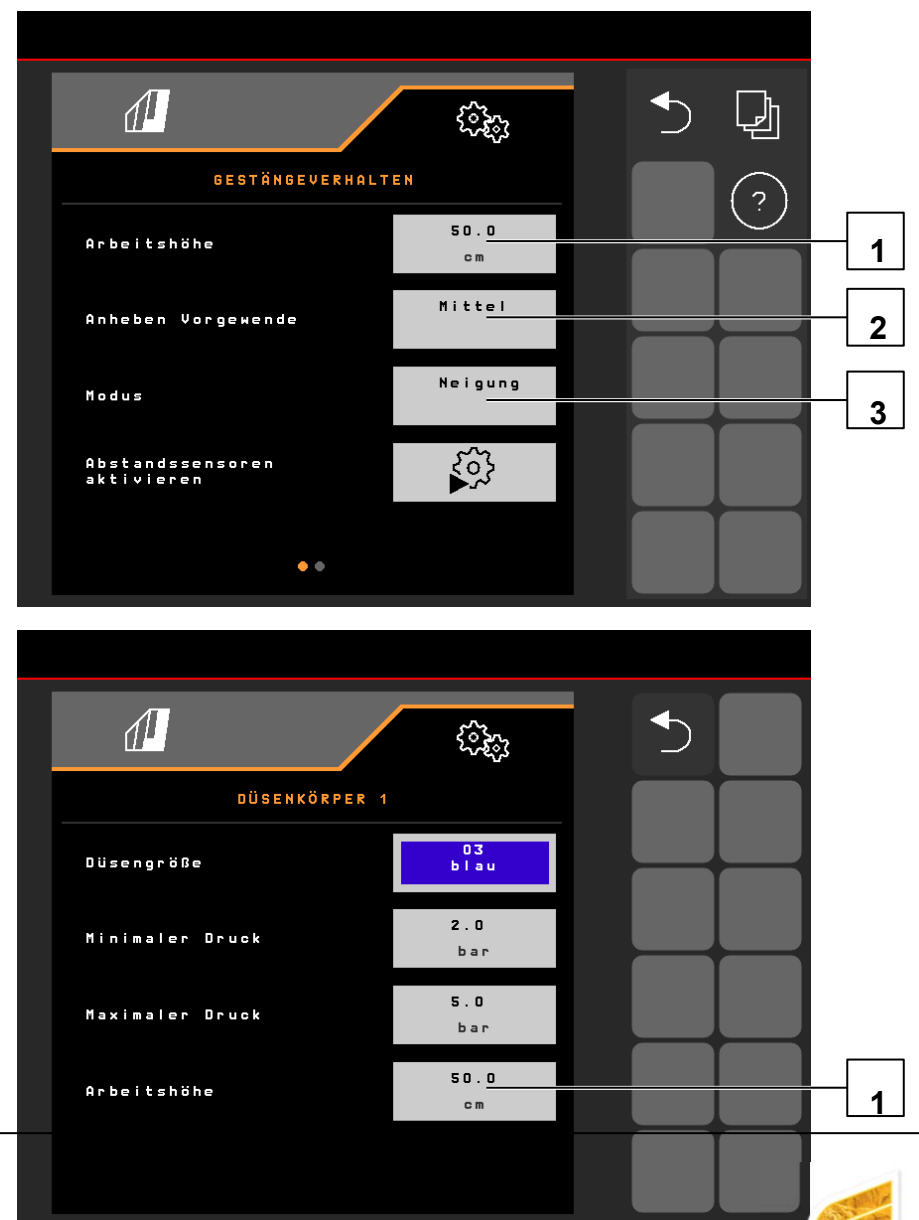 GESTÄNGEVERHALTEN
Arbeitshöhe
50.0
cm
1
Anheben Vorgewende
Mittel
2
Modus
Neigung
3
Abstandssensoren
aktivieren
?
DÜSENKÖRPER 1
Düsengröße
03
blau
Minimaler Druck
2.0
bar
Maximaler Druck
5.0
bar
Arbeitshöhe
50.0
cm
1